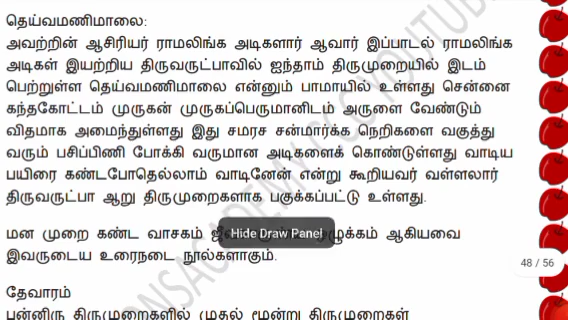 தெய்வமணிமாலை:
அவற்றின் ஆசிரியர் ராமலிங்க அடிகளார் ஆவார் இப்பாடல் ராமலிங்க
அடிகள் இயற்றிய திருவருட்பாவில் ஐந்தாம் திருமுறையில் இடம்
பெற்றுள்ள தெய்வமணிமாலை என்னும் பாமாயில் உள்ளது சென்னை
கந்தகோட்டம் முருகன் முருகப்பெருமானிடம் அருளை வேண்டும்
விதமாக அமைந்துள்ளது இது சமரச சன்மார்க்க நெறிகளை வகுத்து
வரும் பசிப்பிணி போக்கி வருமான அடிகளைக் கொண்டுள்ளது வாடிய
பயிரை கண்டபோதெல்லாம் வாடினேன் என்று கூறியவர் வள்ளலார்
திருவருட்பா ஆறு திருமுறைகளாக பகுக்கப்பட்டு உள்ளது.
மன முறை கண்ட வாசகம் Hide Draw Panel ஆகியவை
இவருடைய உரைநடை நூல்களாகும்.
48 / 56
தேவாரம்
பன்னிரு திருமுறைகளில் முதல் மூன்று திருமுறைகள்